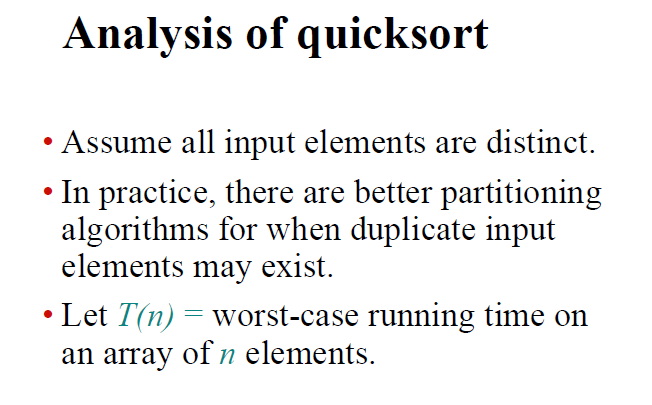 Analysis of quicksort
• Assume all input elements are distinct.
• In practice, there are better partitioning
algorithms for when duplicate input
elements may exist.
• Let T(n) = worst-case running time on
an array of n elements.